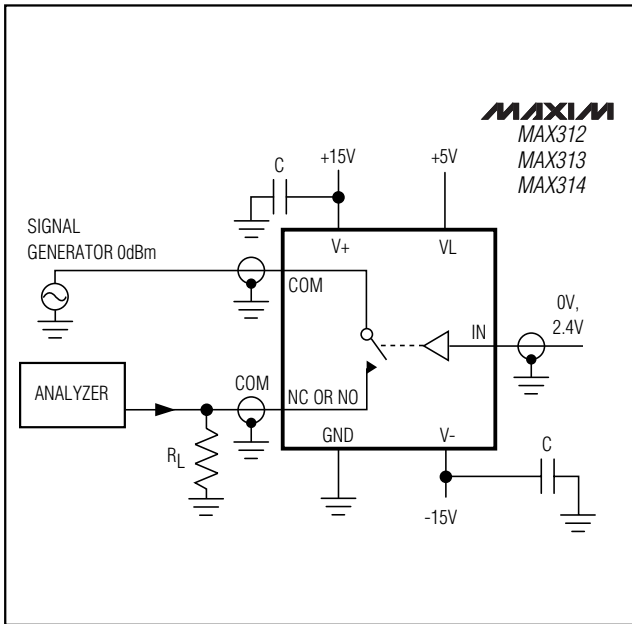 MAXIM
MAX312
MAX313
MAX314
+15V
+5V
C
SIGNAL
GENERATOR 0dBm
V+
VL
COM
0V,
2.4V
IN
ANALYZER
COM
NC OR NO
RL
GND
V-
C
-15V